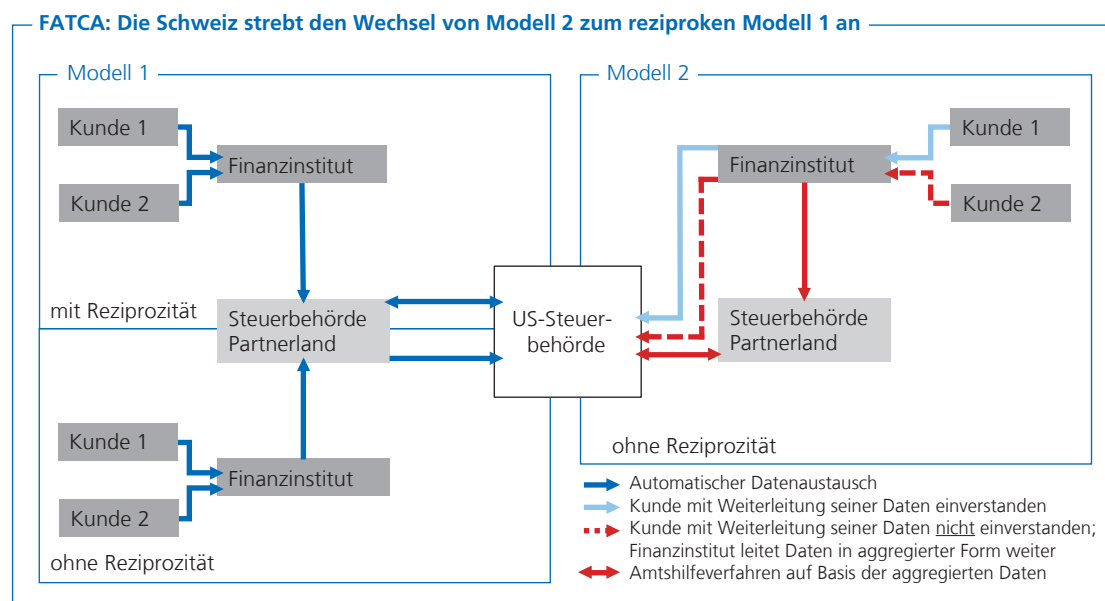 FATCA: Die Schweiz strebt den Wechsel von Modell 2 zum reziproken Modell 1 an
Modell 1
Kunde 1
Finanzinstitut
Kunde 2
mit Reziprozität
Steuerbehörde
Partnerland
Kunde 1
Finanzinstitut
Kunde 2
ohne Reziprozität
US-Steuer-
behörde
Modell 2
Kunde 1
Finanzinstitut
Kunde 2
Steuerbehörde
Partnerland
ohne Reziprozität
Automatischer Datenaustausch
Kunde mit Weiterleitung seiner Daten einverstanden
Kunde mit Weiterleitung seiner Daten nicht einverstanden;
Finanzinstitut leitet Daten in aggregierter Form weiter
Amtshilfeverfahren auf Basis der aggregierten Daten